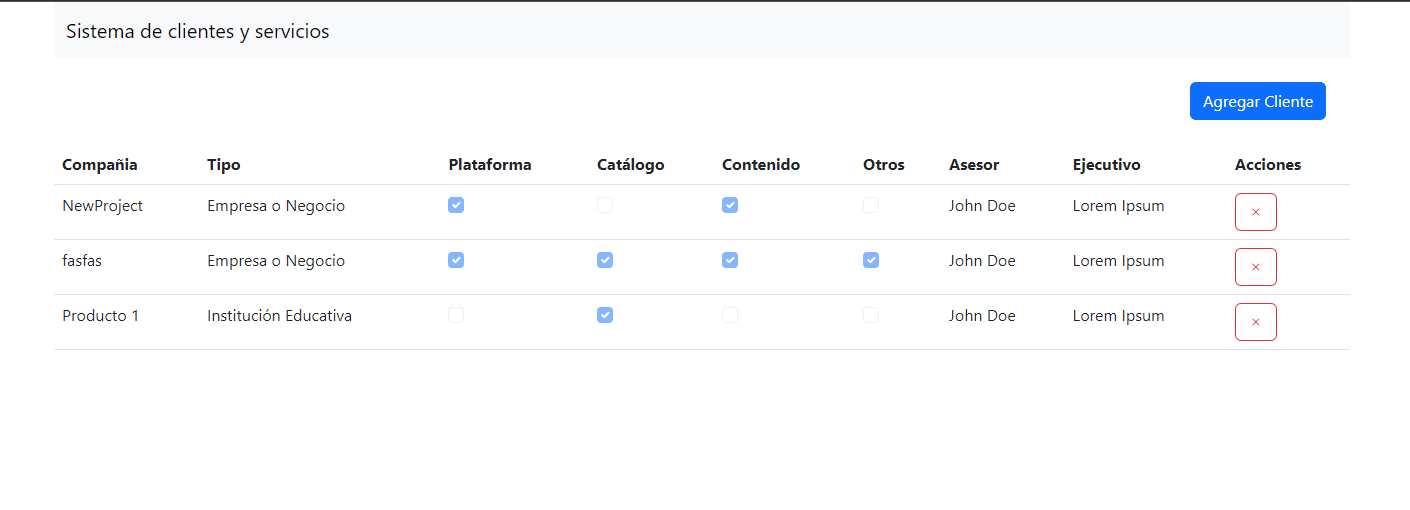 Sistema de clientes y servicios
Agregar Cliente
Compañia Tipo Plataforma Catálogo Contenido Otros Asesor Ejecutivo Acciones
NewProject Empresa o Negocio John Doe Lorem Ipsum
fasfas Empresa o Negocio John Doe Lorem Ipsum
Producto 1 Institución Educativa John Doe Lorem Ipsum